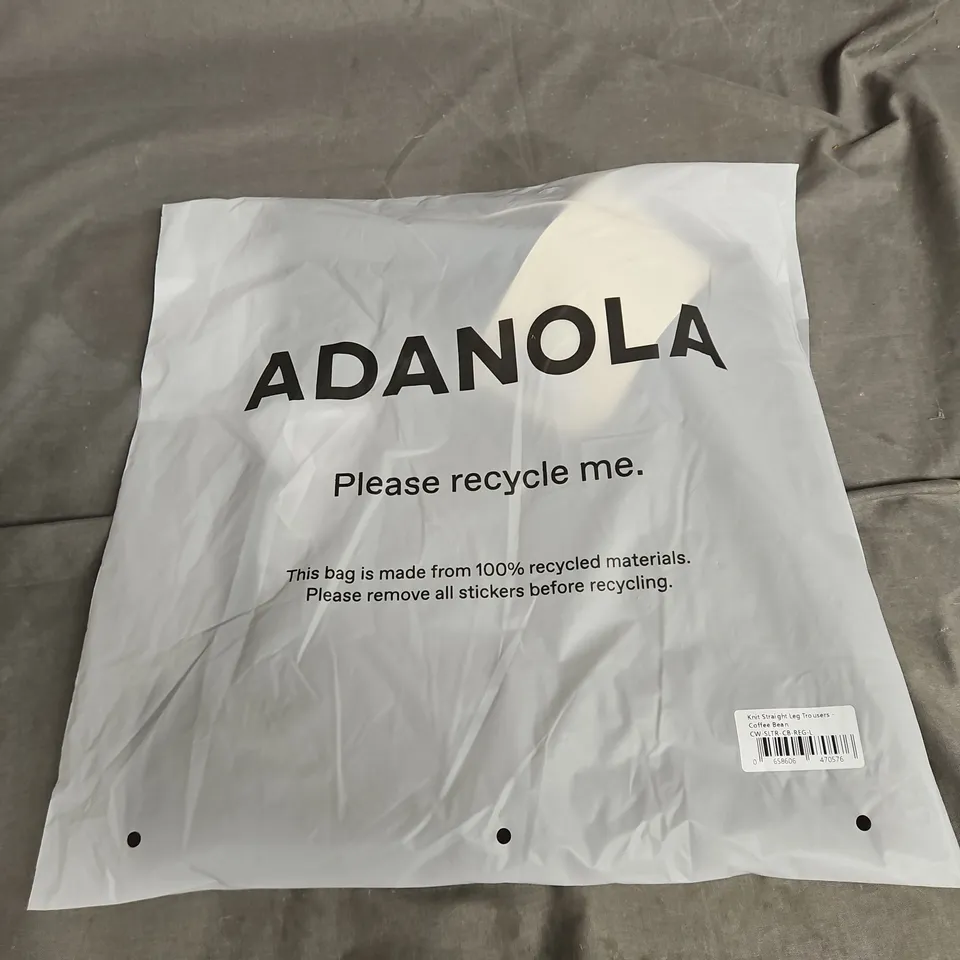 ADANOLA
Please recycle me.
This bag is made from 100% recycled materials.
Please remove all stickers before recycling.
Knit Straight Leg Trousers -
Coffee Bean
CW-SLTR-CB-REG-L
0 658606 470576